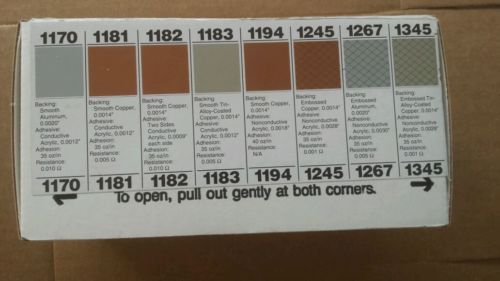 1170 1181 1182 1183 1194 1245 1267 1345
Backing:
Smooth
Aluminum,
0.0020"
Adhesive:
Conductive
Acrylic, 0.0012"
Adhesion:
35 oz/in
Resistance:
0.010 Ω
Backing:
Smooth Copper,
0.0014"
Adhesive:
Conductive
Acrylic, 0.0012"
Adhesion:
35 oz/in
Resistance:
0.005 Ω
Backing:
Smooth Copper,
0.0014"
Adhesive:
Two Sides
Conductive
Acrylic, 0.0009"
each side
Adhesion:
35 oz/in
Resistance:
0.010 Ω
Backing:
Smooth Tin-
Alloy-Coated
Copper, 0.0014"
Adhesive:
Conductive
Acrylic, 0.0012"
Adhesion:
35 oz/in
Resistance:
0.005 Ω
Backing:
Smooth Copper,
0.0014"
Adhesive:
Nonconductive
Acrylic, 0.0018"
Adhesion:
40 oz/in
Resistance:
N/A
Backing:
Embossed
Copper, 0.0014"
Adhesive:
Nonconductive
Acrylic, 0.0028"
Adhesion:
35 oz/in
Resistance:
0.001 Ω
Backing:
Embossed
Aluminum,
0.0020"
Adhesive:
Nonconductive
Acrylic, 0.0030"
Adhesion:
35 oz/in
Resistance:
0.005 Ω
Backing:
Embossed Tin-
Alloy-Coated
Copper, 0.0014"
Adhesive:
Nonconductive
Acrylic, 0.0028"
Adhesion:
35 oz/in
Resistance:
0.001 Ω
1170 1181 1182 1183 1194 1245 1267 1345
To open, pull out gently at both corners.